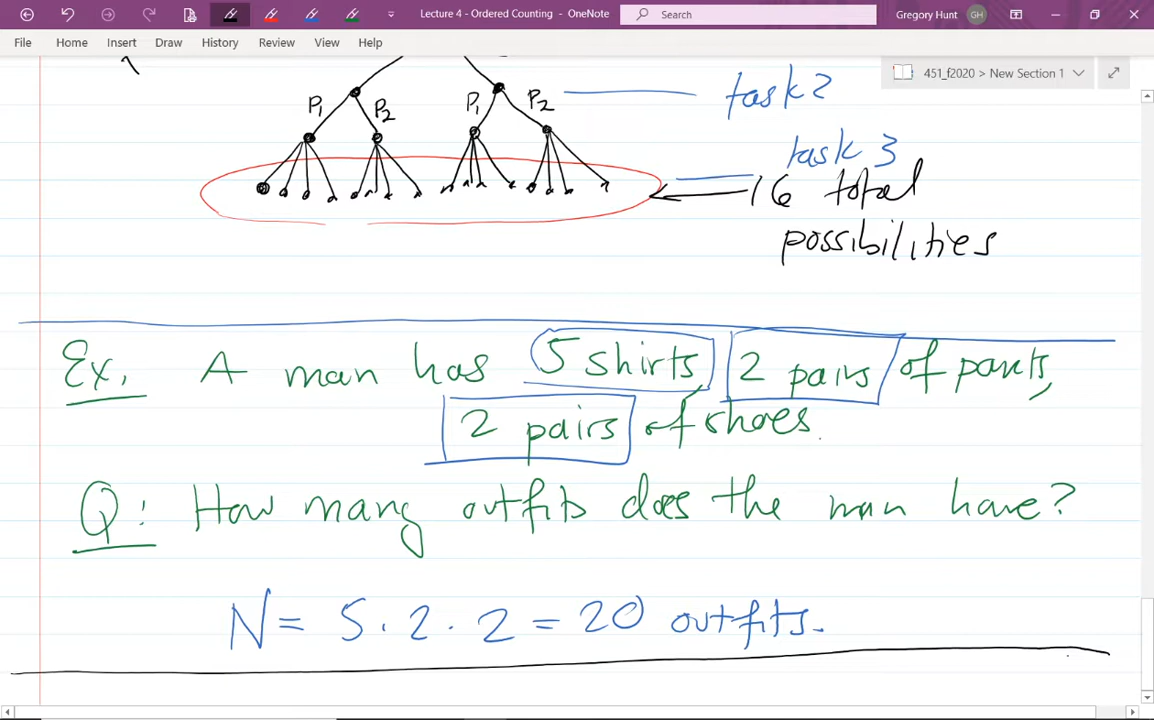 Lecture 4 - Ordered Counting - OneNote
Search
Gregory Hunt
GH
File Home Insert Draw History Review View Help
451_f2020 > New Section 1
P1 P2 P1 P2
task 2
task 3
16 total
possibilities
Ex. A man has 5 shirts, 2 pairs of pants,
2 pairs of shoes.
Q: How many outfits does the man have?
N = 5 . 2 . 2 = 20 outfits.